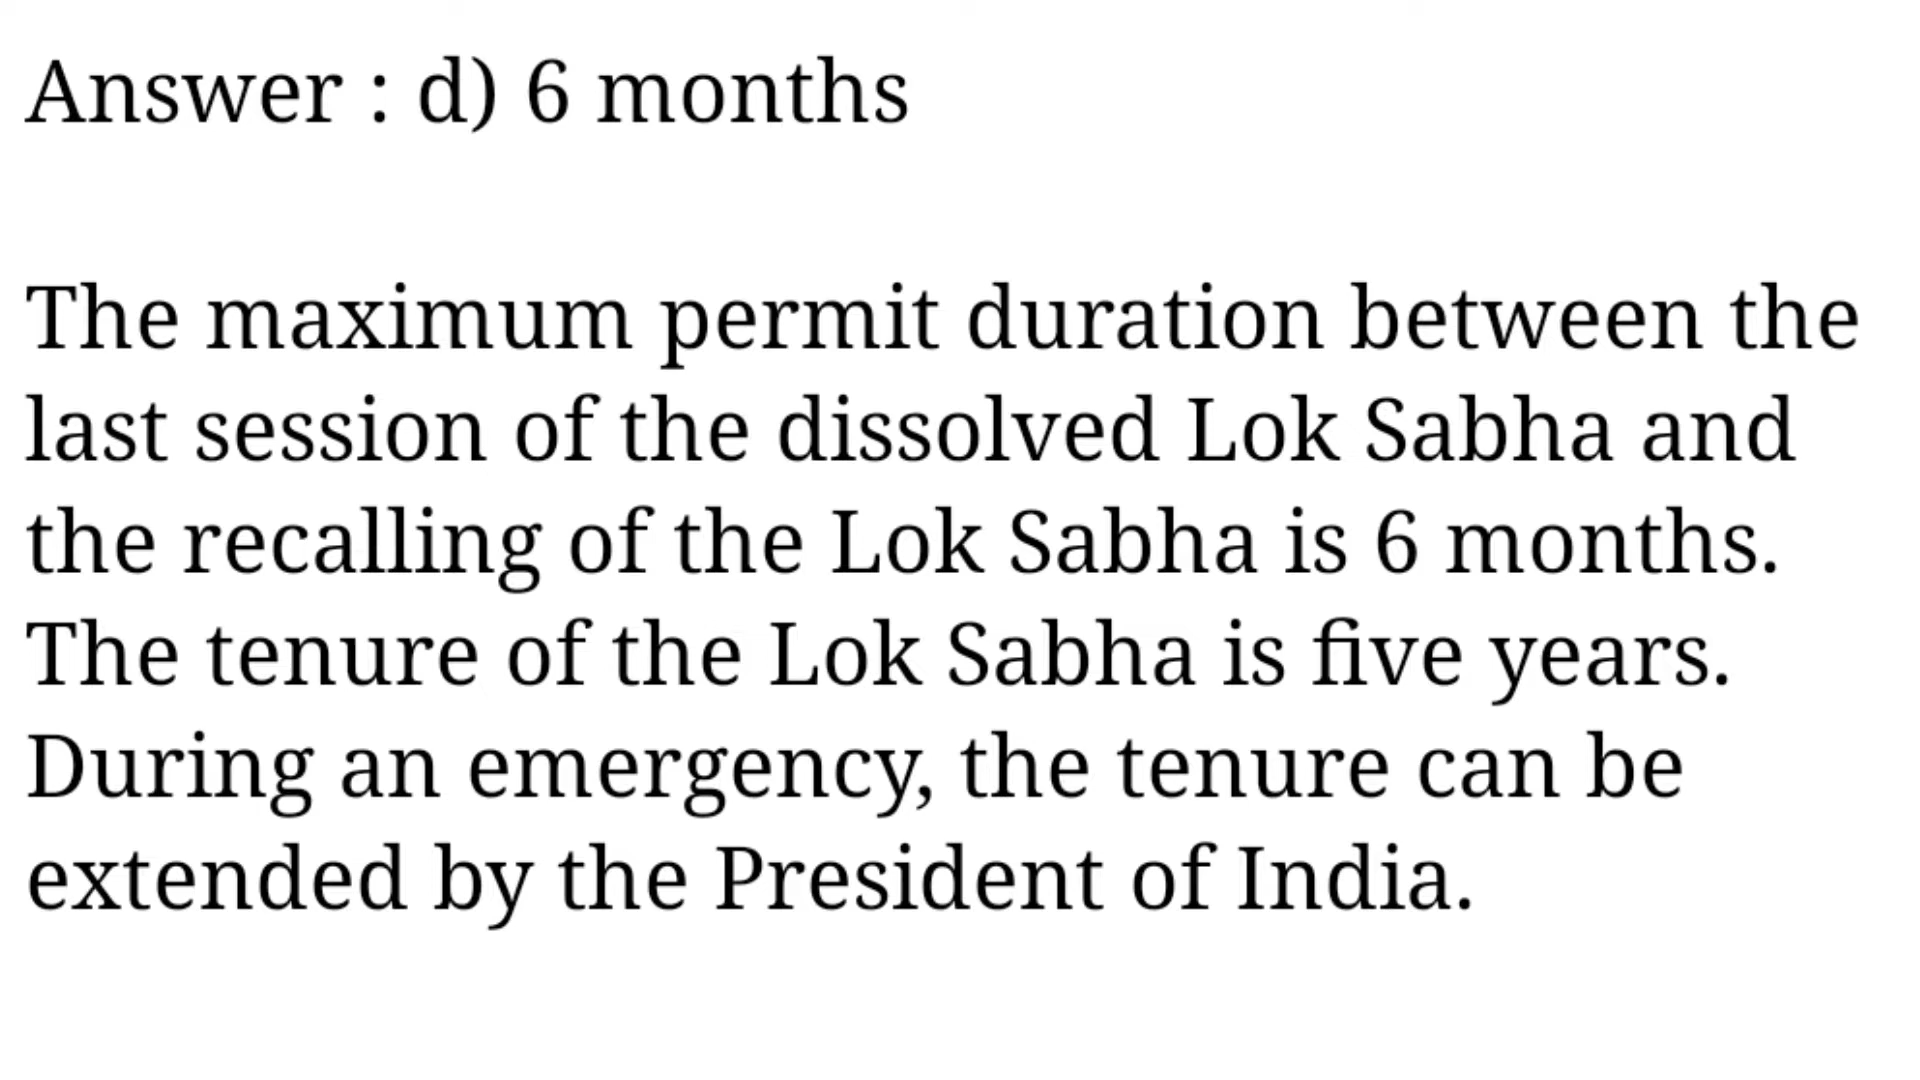 Answer : d) 6 months
The maximum permit duration between the
last session of the dissolved Lok Sabha and
the recalling of the Lok Sabha is 6 months.
The tenure of the Lok Sabha is five years.
During an emergency, the tenure can be
extended by the President of India.